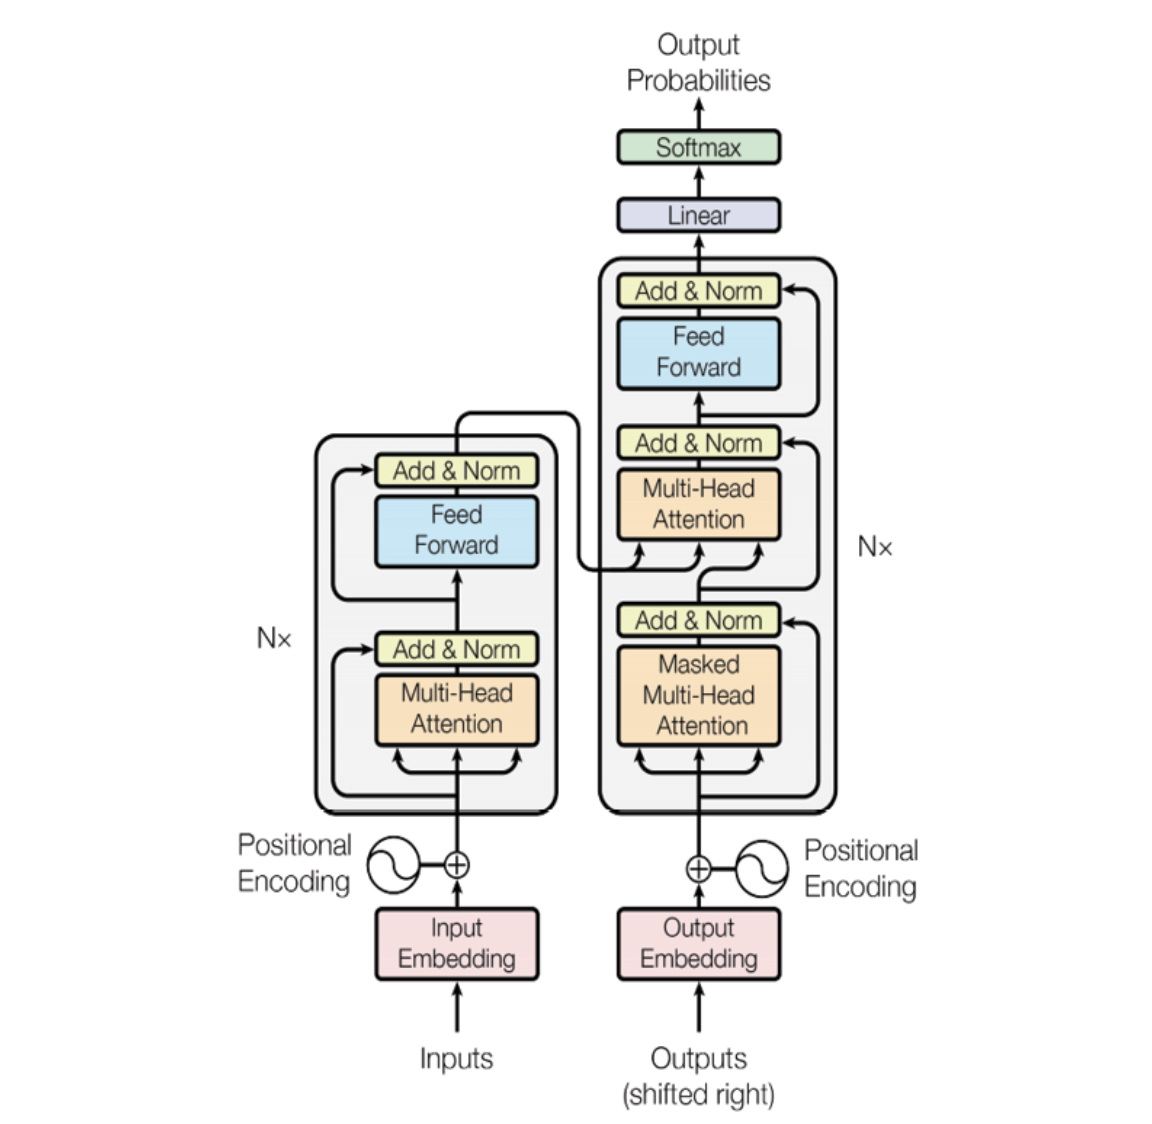 Output
Probabilities
Softmax
Linear
Add & Norm
Feed
Forward
Add & Norm
Multi-Head
Attention
Nx
Add & Norm
Masked
Multi-Head
Attention
Add & Norm
Feed
Forward
Nx
Add & Norm
Multi-Head
Attention
Positional
Encoding
Positional
Encoding
Input
Embedding
Output
Embedding
Inputs
Outputs
(shifted right)